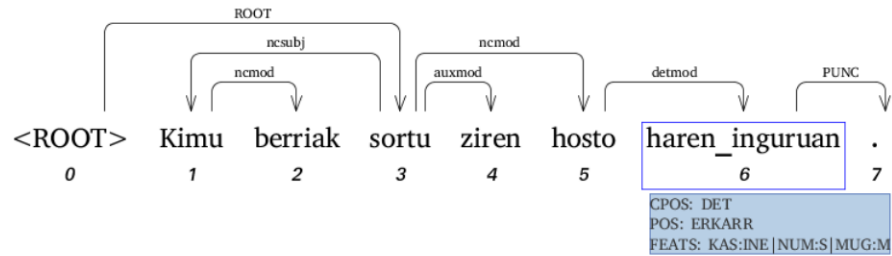 ROOT
ncsubj ncmod
ncmod auxmod detmod PUNC
<ROOT> Kimu berriak sortu ziren hosto haren_inguruan .
0 1 2 3 4 5 6 7
CPOS: DET
POS: ERKARR
FEATS: KAS:INE|NUM:S|MUG:M